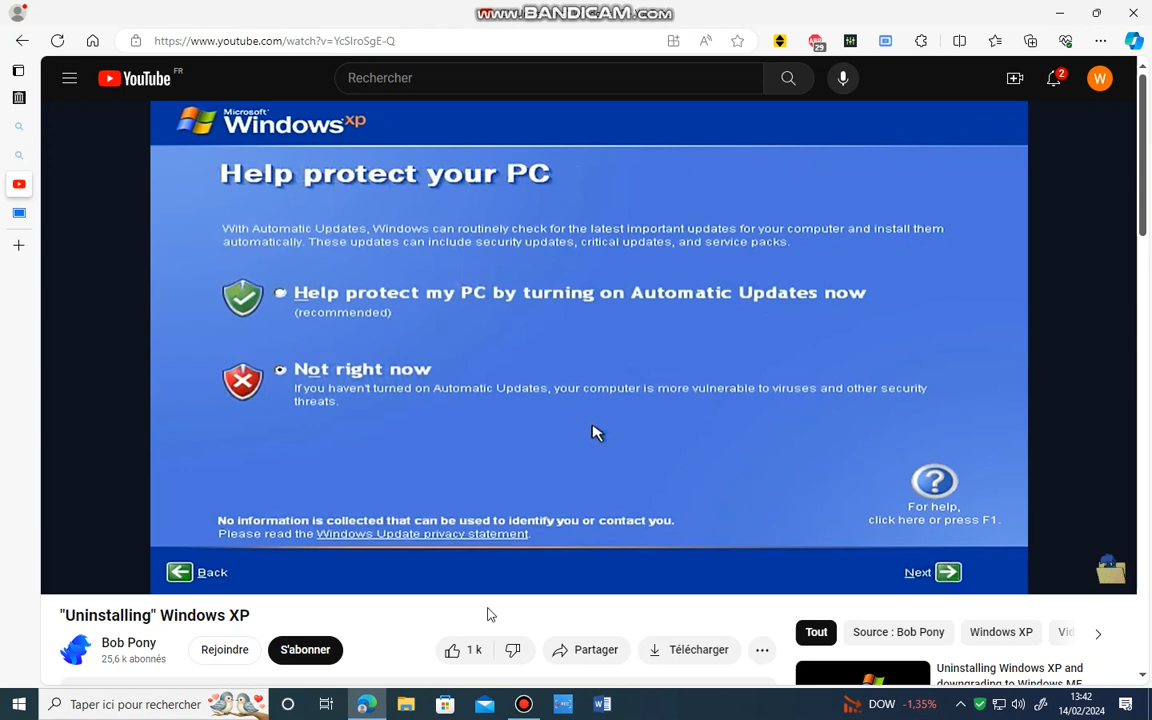 www.BANDICAM.com
https://www.youtube.com/watch?v=YcSlroSgE-Q
29
YouTube FR
Rechercher
2
W
Microsoft
Windows xp
Help protect your PC
With Automatic Updates, Windows can routinely check for the latest important updates for your computer and install them
automatically. These updates can include security updates, critical updates, and service packs.
Help protect my PC by turning on Automatic Updates now
(recommended)
Not right now
If you haven't turned on Automatic Updates, your computer is more vulnerable to viruses and other security
threats.
For help,
click here or press F1.
No information is collected that can be used to identify you or contact you.
Please read the Windows Update privacy statement.
Back
Next
"Uninstalling" Windows XP
Bob Pony
25,6 k abonnés
Rejoindre
S'abonner
1 k
Partager
Télécharger
Tout
Source : Bob Pony
Windows XP
Vid
Uninstalling Windows XP and
downgrading to Windows ME
Taper ici pour rechercher
DOW -1,35%
13:42
14/02/2024